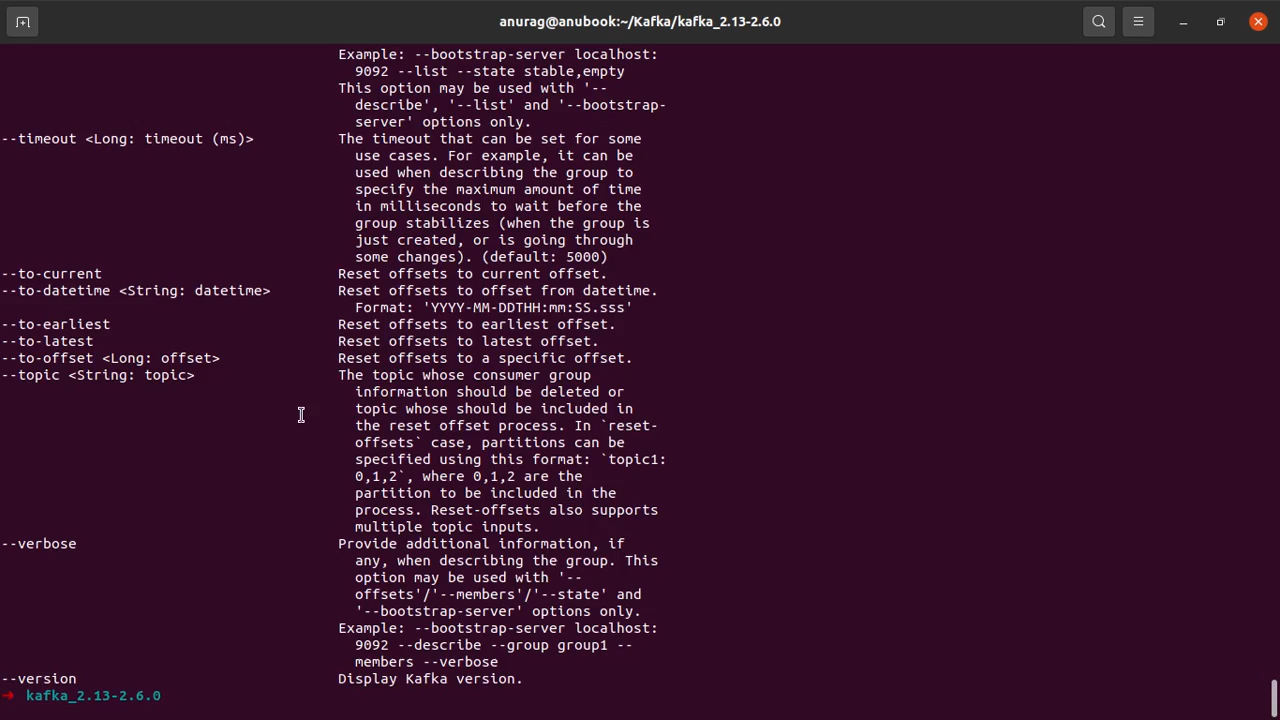 anurag@anubook:~/Kafka/kafka_2.13-2.6.0
Example: --bootstrap-server localhost:
9092 --list --state stable,empty
This option may be used with '--
describe', '--list' and '--bootstrap-
server' options only.
--timeout <Long: timeout (ms)> The timeout that can be set for some
use cases. For example, it can be
used when describing the group to
specify the maximum amount of time
in milliseconds to wait before the
group stabilizes (when the group is
just created, or is going through
some changes). (default: 5000)
--to-current Reset offsets to current offset.
--to-datetime <String: datetime> Reset offsets to offset from datetime.
Format: 'YYYY-MM-DDTHH:mm:SS.sss'
--to-earliest Reset offsets to earliest offset.
--to-latest Reset offsets to latest offset.
--to-offset <Long: offset> Reset offsets to a specific offset.
--topic <String: topic> The topic whose consumer group
information should be deleted or
topic whose should be included in
the reset offset process. In `reset-
offsets` case, partitions can be
specified using this format: `topic1:
0,1,2`, where 0,1,2 are the
partition to be included in the
process. Reset-offsets also supports
multiple topic inputs.
--verbose Provide additional information, if
any, when describing the group. This
option may be used with '--
offsets'/'--members'/'--state' and
'--bootstrap-server' options only.
Example: --bootstrap-server localhost:
9092 --describe --group group1 --
members --verbose
--version Display Kafka version.
➜ kafka_2.13-2.6.0